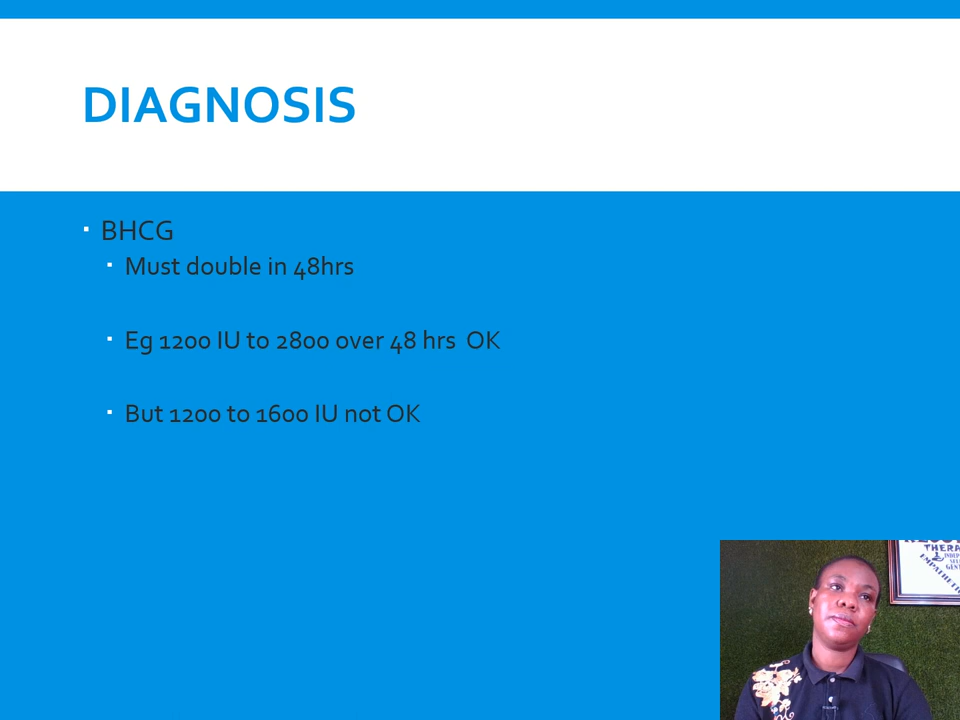 DIAGNOSIS
BHCG
Must double in 48hrs
Eg 1200 IU to 2800 over 48 hrs OK
But 1200 to 1600 IU not OK